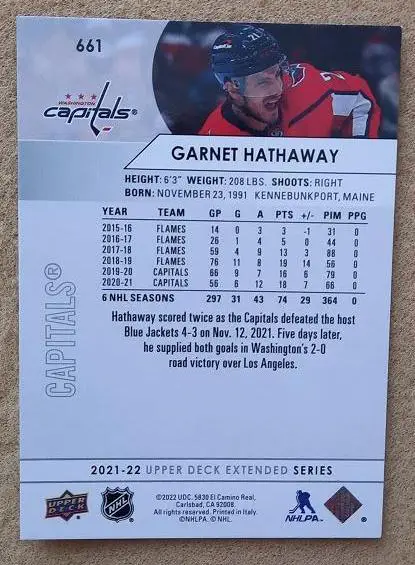 661
21
WASHINGTON
capitals®
GARNET HATHAWAY
HEIGHT: 6'3" WEIGHT: 208 LBS. SHOOTS: RIGHT
BORN: NOVEMBER 23, 1991 KENNEBUNKPORT, MAINE
YEAR TEAM GP G A PTS +/- PIM PPG
2015-16 FLAMES 14 0 3 3 -1 31 0
2016-17 FLAMES 26 1 4 5 0 44 0
2017-18 FLAMES 59 4 9 13 3 88 0
2018-19 FLAMES 76 11 8 19 14 56 0
2019-20 CAPITALS 66 9 7 16 6 79 0
2020-21 CAPITALS 56 6 12 18 7 66 0
6 NHL SEASONS 297 31 43 74 29 364 0
Hathaway scored twice as the Capitals defeated the host
Blue Jackets 4-3 on Nov. 12, 2021. Five days later,
he supplied both goals in Washington's 2-0
road victory over Los Angeles.
CAPITALS®
2021-22 UPPER DECK EXTENDED SERIES
UPPER DECK
NHL
©2022 UDC. 5830 El Camino Real,
Carlsbad, CA 92008.
All rights reserved. Printed in Italy.
©NHLPA. © NHL.
NHLPA
®